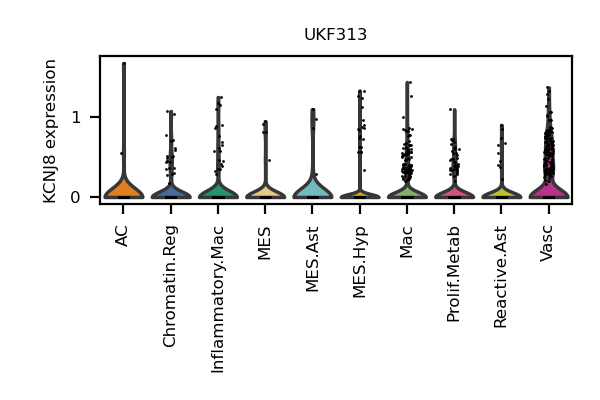 UKF313
KCNJ8 expression
1
0
AC
Chromatin.Reg
Inflammatory.Mac
MES
MES.Ast
MES.Hyp
Mac
Prolif.Metab
Reactive.Ast
Vasc